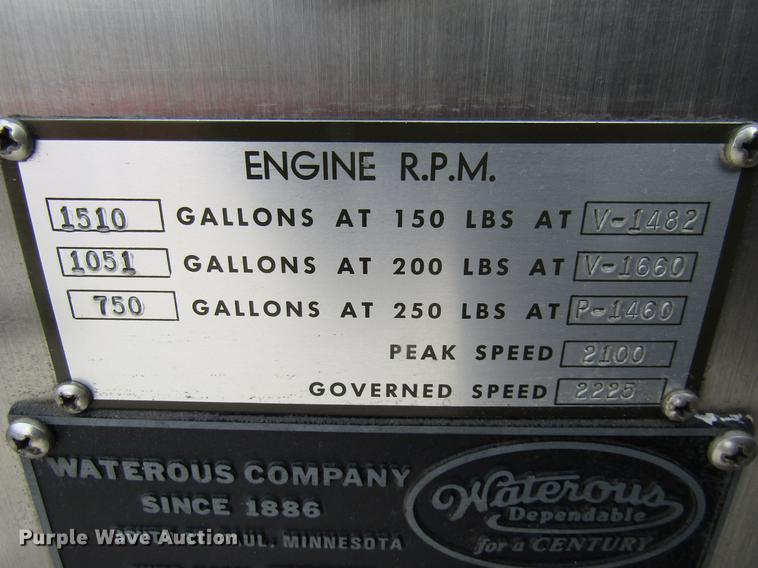 ENGINE R.P.M.
1510 GALLONS AT 150 LBS AT V-1482
1051 GALLONS AT 200 LBS AT V-1660
750 GALLONS AT 250 LBS AT P-1460
PEAK SPEED 2100
GOVERNED SPEED 2225
WATEROUS COMPANY
SINCE 1886
PAUL, MINNESOTA
Waterous
Dependable
for a CENTURY
Purple Wave Auction